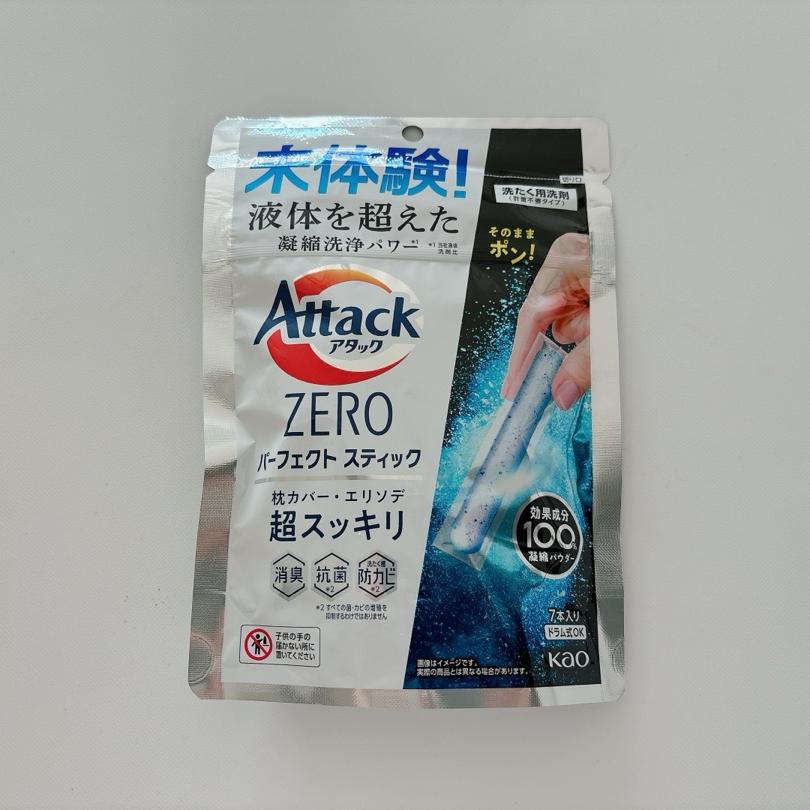 未体験!
液体を超えた
凝縮洗浄パワー※1
※1 当社液体
洗剤比
切り口
洗たく用洗剤
(計量不要タイプ)
そのまま
ポン!
Attack
アタック
ZERO
パーフェクト スティック
枕カバー・エリソデ
超スッキリ
消臭
抗菌
※2
洗たく槽
防カビ
※2
※2 すべての菌・カビの増殖を
抑制するわけではありません
子供の手の
届かない所に
置いてください
効果成分
100%
凝縮パウダー
7本入り
ドラム式OK
Kao
画像はイメージです。
実際の商品とは異なる場合があります。